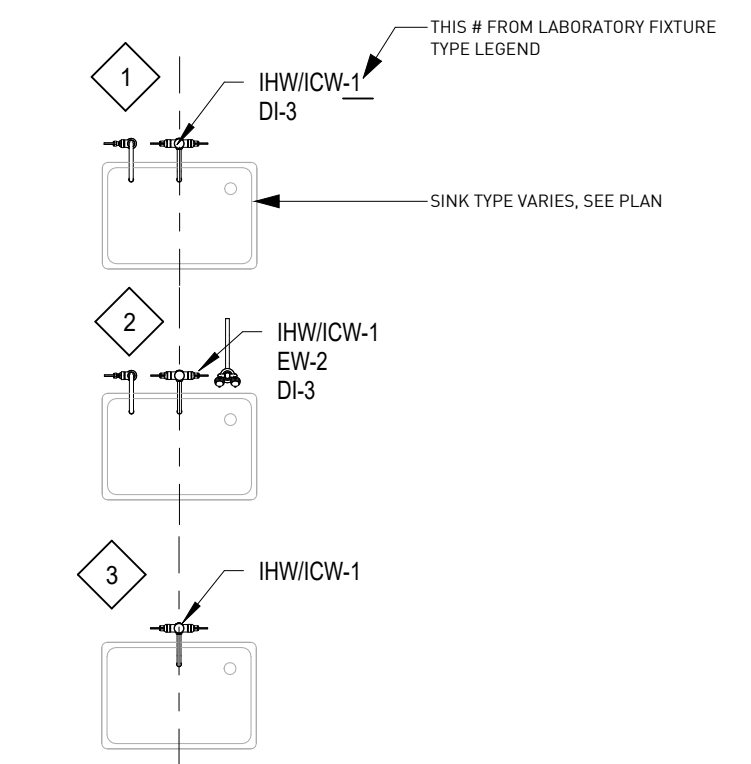 THIS # FROM LABORATORY FIXTURE
TYPE LEGEND
1
IHW/ICW-1
DI-3
SINK TYPE VARIES, SEE PLAN
2
IHW/ICW-1
EW-2
DI-3
3
IHW/ICW-1